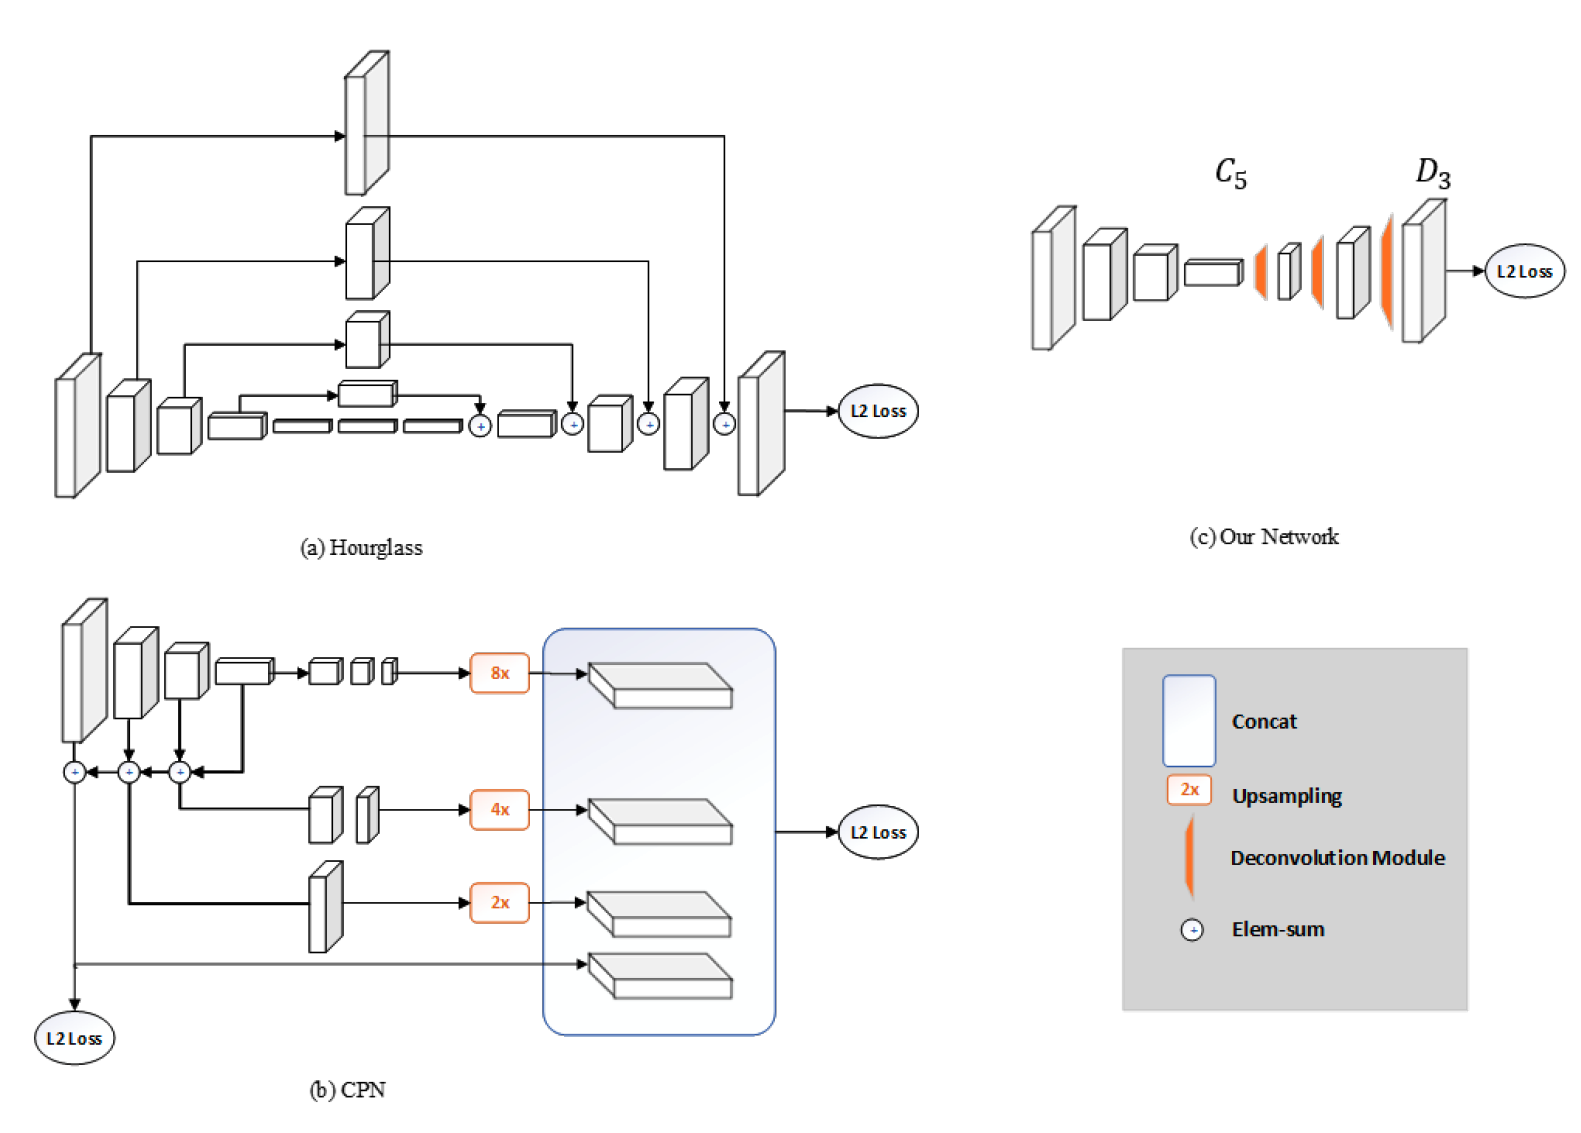 L2 Loss
(a) Hourglass
C₅
D₃
L2 Loss
(c) Our Network
8x
4x
2x
L2 Loss
L2 Loss
(b) CPN
Concat
2x
Upsampling
Deconvolution Module
Elem-sum
+
+
+
+
+
+
+
+